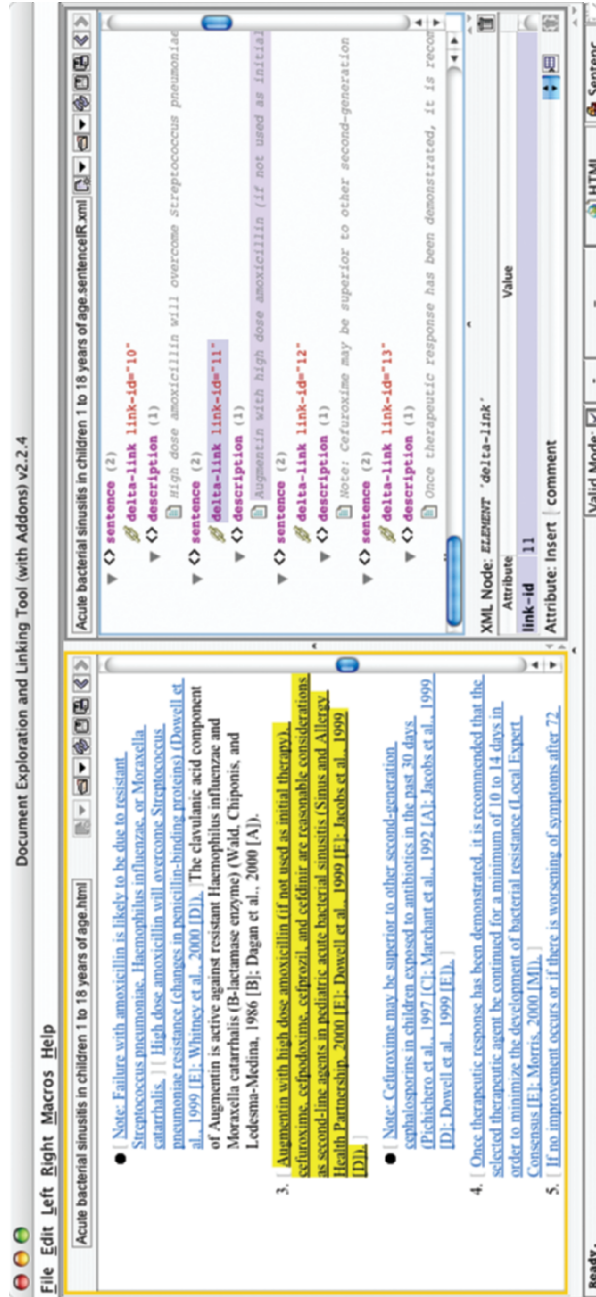 Document Exploration and Linking Tool (with Addons) v2.2.4
File Edit Left Right Macros Help
Acute bacterial sinusitis in children 1 to 18 years of age.html
[ Note: Failure with amoxicillin is likely to be due to resistant
Streptococcus pneumoniae, Haemophilus influenzae, or Moraxella
catarrhalis. ] [ High dose amoxicillin will overcome Streptococcus
pneumoniae resistance (changes in penicillin-binding proteins) (Dowell et
al., 1999 [E]; Whitney et al., 2000 [D]). ]The clavulanic acid component
of Augmentin is active against resistant Haemophilus influenzae and
Moraxella catarrhalis (B-lactamase enzyme) (Wald, Chiponis, and
Ledesma-Medina, 1986 [B]; Dagan et al., 2000 [A]).
3. [ Augmentin with high dose amoxicillin (if not used as initial therapy),
cefuroxime, cefpodoxime, cefprozil, and cefdinir are reasonable considerations
as second-line agents in pediatric acute bacterial sinusitis (Sinus and Allergy
Health Partnership, 2000 [E]; Dowell et al., 1999 [E]; Jacobs et al., 1999
[D]). ]
[ Note: Cefuroxime may be superior to other second-generation
cephalosporins in children exposed to antibiotics in the past 30 days
(Pichichero et al., 1997 [C]; Marchant et al., 1992 [A]; Jacobs et al., 1999
[D]; Dowell et al., 1999 [E]). ]
4. [ Once therapeutic response has been demonstrated, it is recommended that the
selected therapeutic agent be continued for a minimum of 10 to 14 days in
order to minimize the development of bacterial resistance (Local Expert
Consensus [E]; Morris, 2000 [M]). ]
5. [ If no improvement occurs or if there is worsening of symptoms after 72
Ready.
Acute bacterial sinusitis in children 1 to 18 years of age.sentenceIR.xml
<> sentence (2)
delta-link link-id="10"
<> description (1)
High dose amoxicillin will overcome Streptococcus pneumoniae
<> sentence (2)
delta-link link-id="11"
<> description (1)
Augmentin with high dose amoxicillin (if not used as initial
<> sentence (2)
delta-link link-id="12"
<> description (1)
Note: Cefuroxime may be superior to other second-generation
<> sentence (2)
delta-link link-id="13"
<> description (1)
Once therapeutic response has been demonstrated, it is recom
XML Node: ELEMENT 'delta-link'
Attribute Value
link-id 11
Attribute: Insert comment
Valid Mode: HTML Sentenc